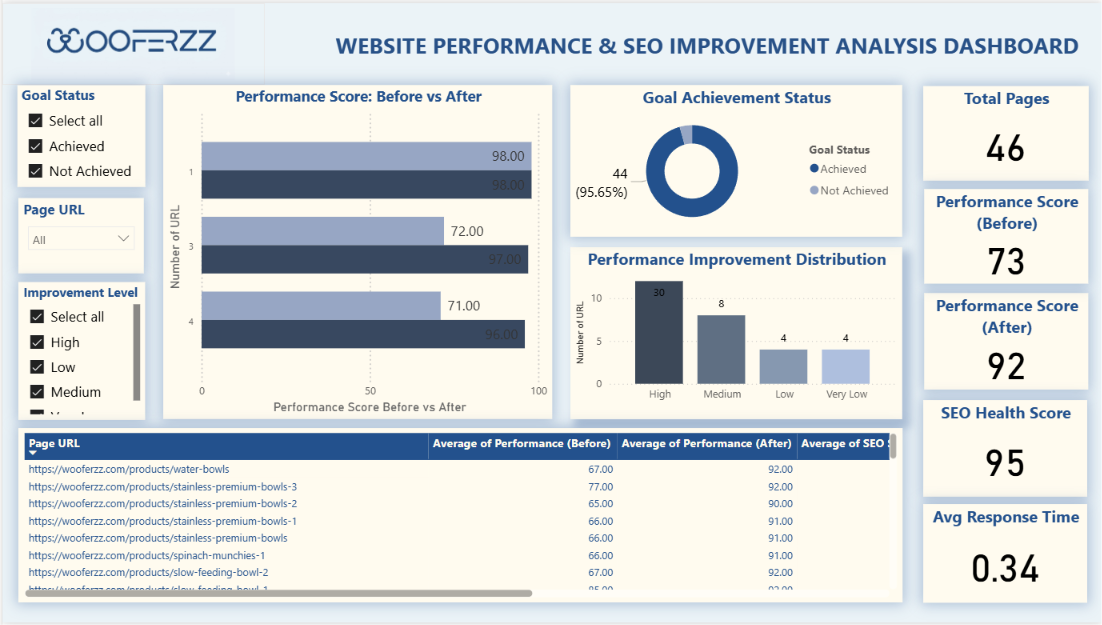 WOOFERZZ
WEBSITE PERFORMANCE & SEO IMPROVEMENT ANALYSIS DASHBOARD
Goal Status
Select all
Achieved
Not Achieved
Page URL
All
Improvement Level
Select all
High
Low
Medium
Performance Score: Before vs After
Number of URL
1
98.00
98.00
3
72.00
97.00
4
71.00
96.00
0
50
100
Performance Score Before vs After
Goal Achievement Status
44
(95.65%)
Goal Status
Achieved
Not Achieved
Performance Improvement Distribution
Number of URL
10
5
0
30
8
4
4
High
Medium
Low
Very Low
Total Pages
46
Performance Score
(Before)
73
Performance Score
(After)
92
SEO Health Score
95
Avg Response Time
0.34
Page URL Average of Performance (Before) Average of Performance (After) Average of SEO
https://wooferzz.com/products/water-bowls 67.00 92.00
https://wooferzz.com/products/stainless-premium-bowls-3 77.00 92.00
https://wooferzz.com/products/stainless-premium-bowls-2 65.00 90.00
https://wooferzz.com/products/stainless-premium-bowls-1 66.00 91.00
https://wooferzz.com/products/stainless-premium-bowls 66.00 91.00
https://wooferzz.com/products/spinach-munchies-1 66.00 91.00
https://wooferzz.com/products/slow-feeding-bowl-2 67.00 92.00